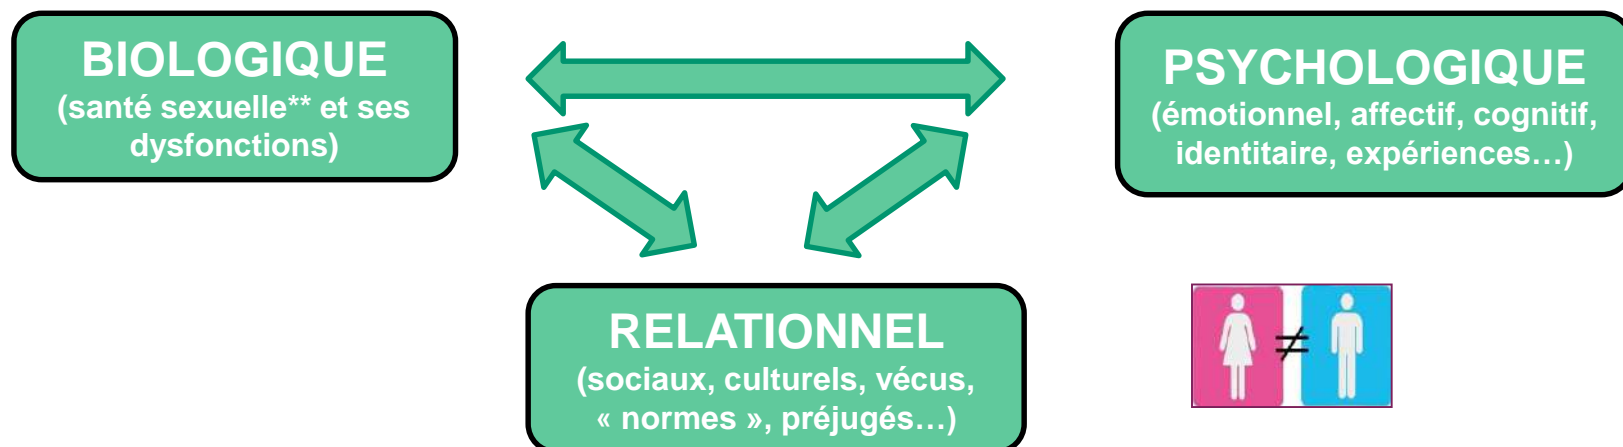 BIOLOGIQUE
(santé sexuelle** et ses
dysfonctions)
PSYCHOLOGIQUE
(émotionnel, affectif, cognitif,
identitaire, expériences…)
RELATIONNEL
(sociaux, culturels, vécus,
« normes », préjugés…)
≠